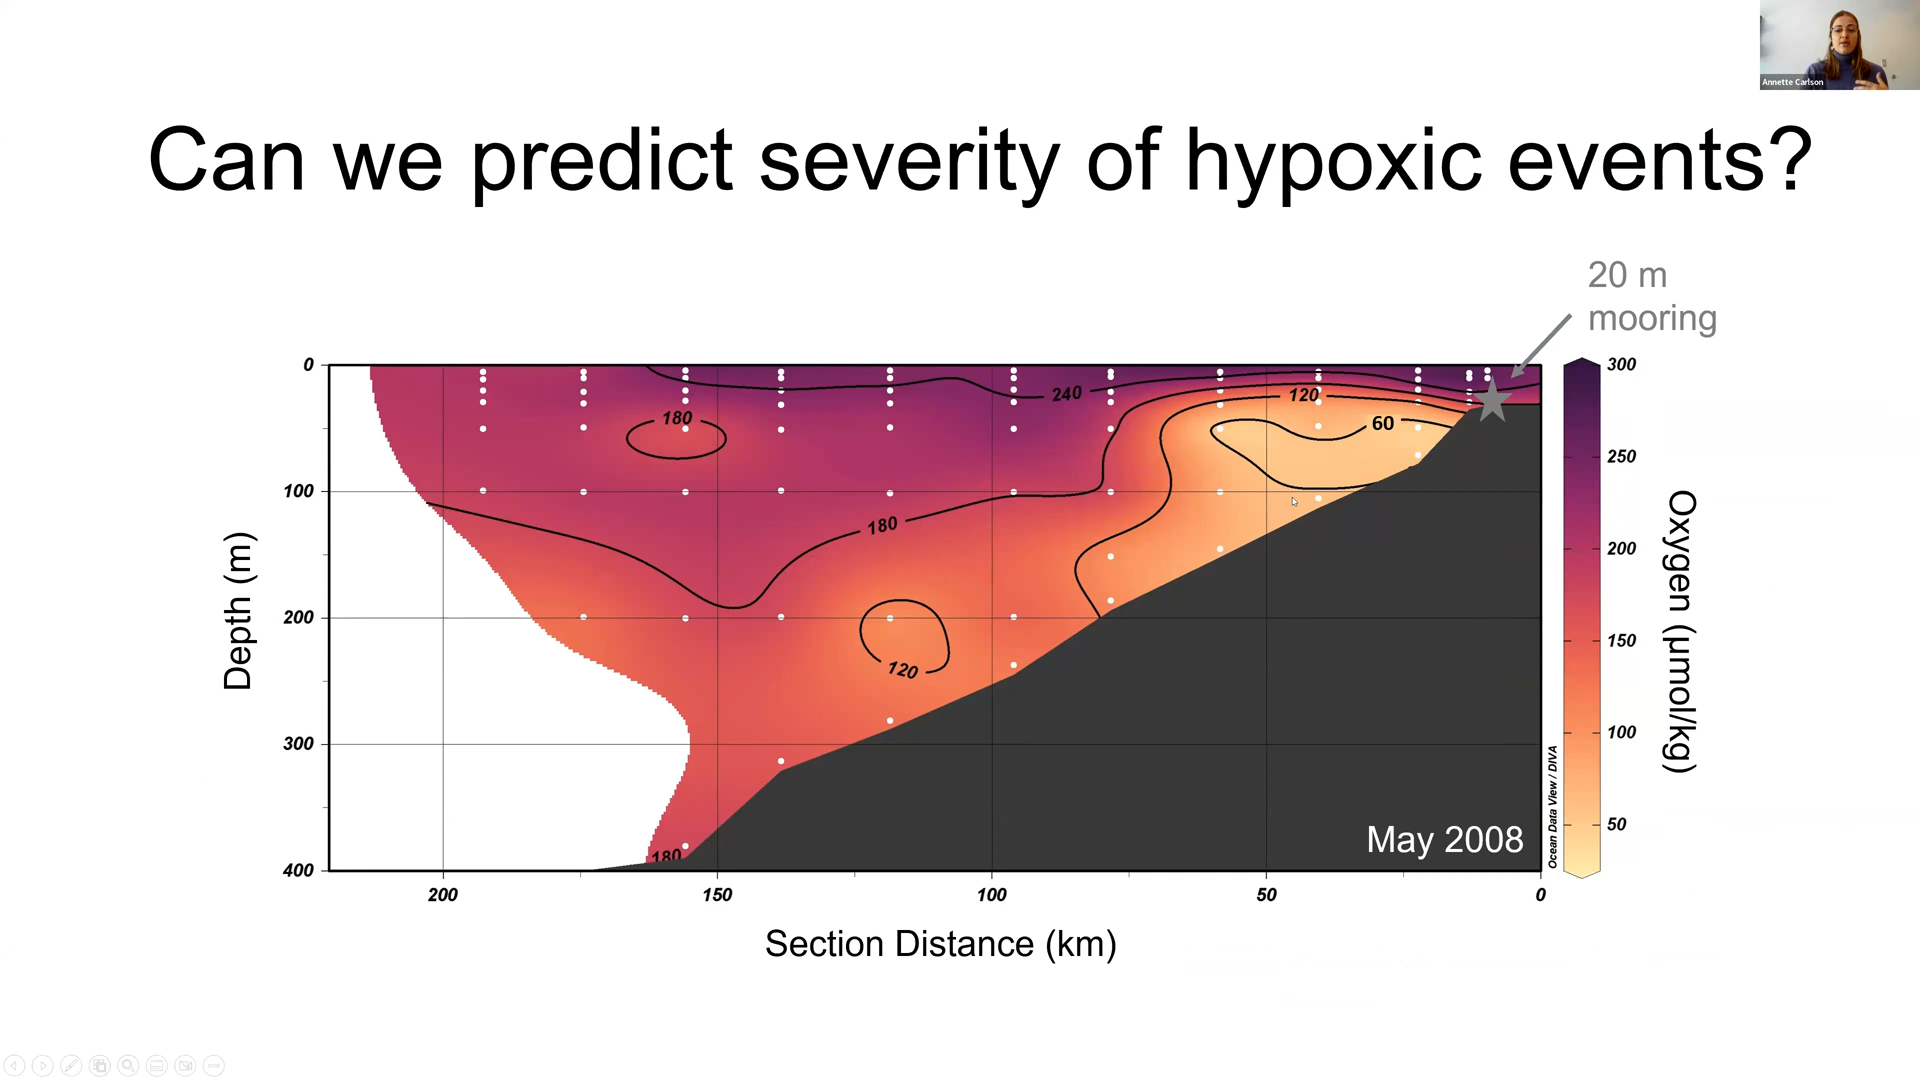 Annette Carlson
Can we predict severity of hypoxic events?
20 m
mooring
0
100
200
300
400
Depth (m)
180
240
120
60
180
120
180
May 2008
200
150
100
50
0
Section Distance (km)
Ocean Data View / DIVA
300
250
200
150
100
50
Oxygen (μmol/kg)